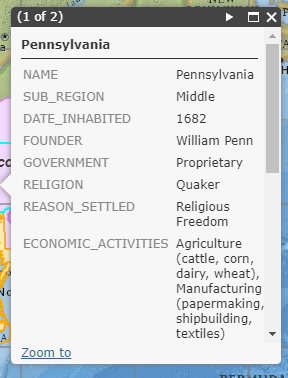 (1 of 2)
Pennsylvania
NAME Pennsylvania
SUB_REGION Middle
DATE_INHABITED 1682
FOUNDER William Penn
GOVERNMENT Proprietary
RELIGION Quaker
REASON_SETTLED Religious
Freedom
ECONOMIC_ACTIVITIES Agriculture
(cattle, corn,
dairy, wheat),
Manufacturing
(papermaking,
shipbuilding,
textiles)
Zoom to